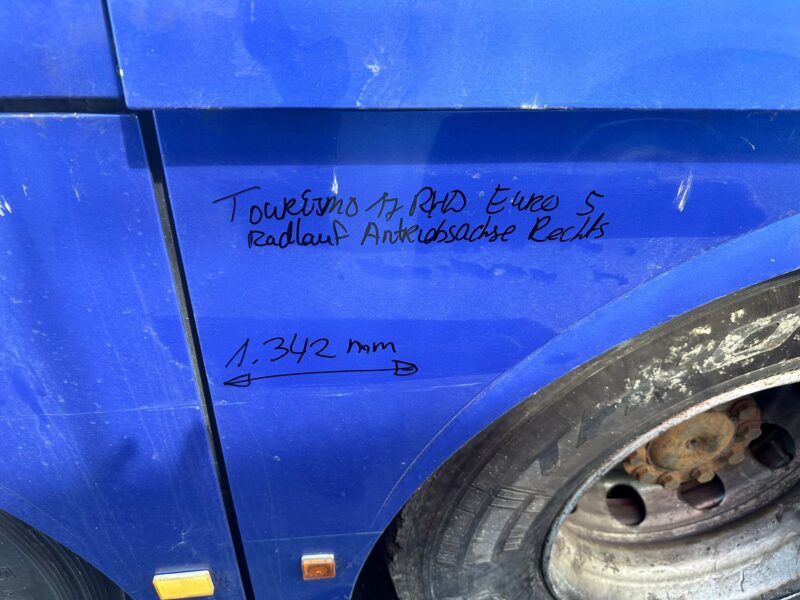 Tourismo 17 RHD Euro 5
Radlauf Antriebsachse Rechts
1.342 mm